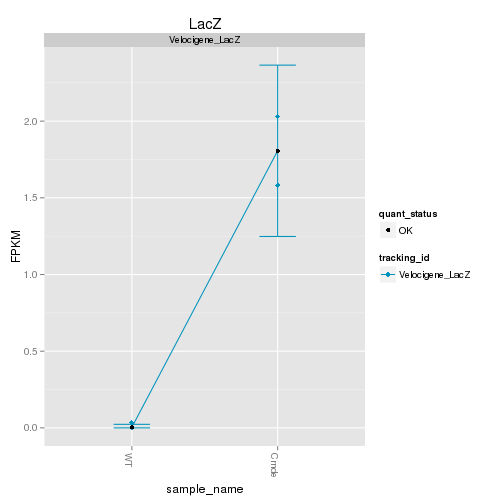 LacZ
Velocigene_LacZ
2.0
1.5
1.0
0.5
0.0
FPKM
WT
Crnde
sample_name
quant_status
OK
tracking_id
Velocigene_LacZ